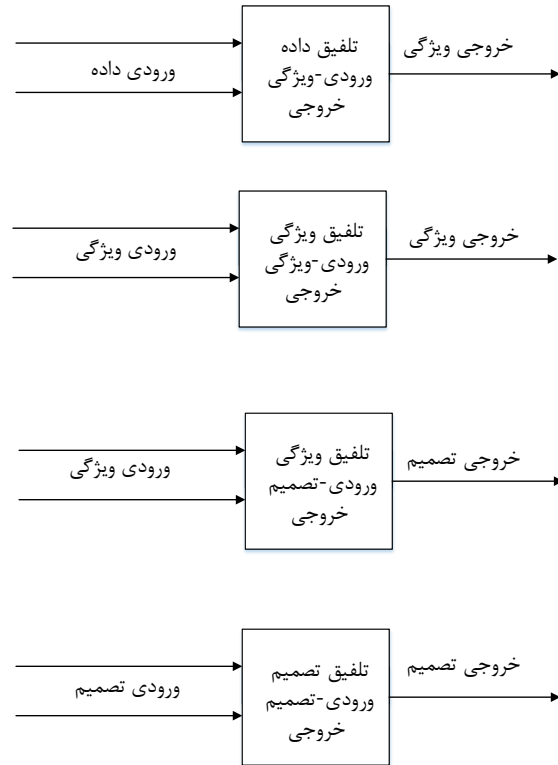 تلفیق داده
ورودی-ویژگی
خروجی
خروجی ویژگی
ورودی داده
تلفیق ویژگی
ورودی-ویژگی
خروجی
خروجی ویژگی
ورودی ویژگی
تلفیق ویژگی
ورودی-تصمیم
خروجی
خروجی تصمیم
ورودی ویژگی
تلفیق تصمیم
ورودی-تصمیم
خروجی
خروجی تصمیم
ورودی تصمیم